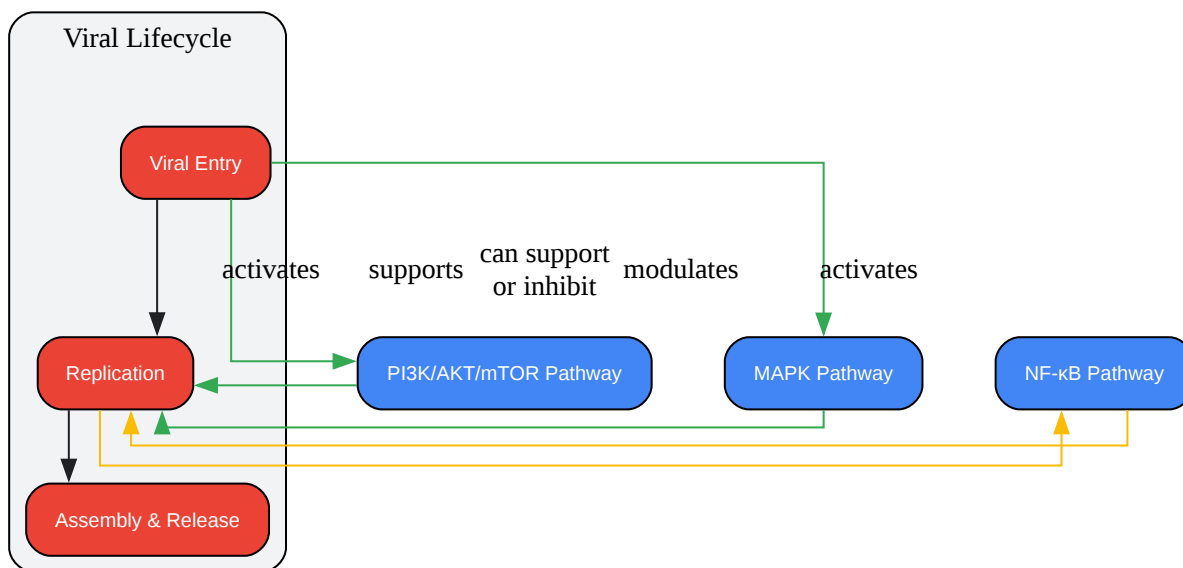 Viral Lifecycle
Viral Entry
activates
supports
can support
or inhibit
modulates
activates
Replication
PI3K/AKT/mTOR Pathway
MAPK Pathway
NF-κB Pathway
Assembly & Release